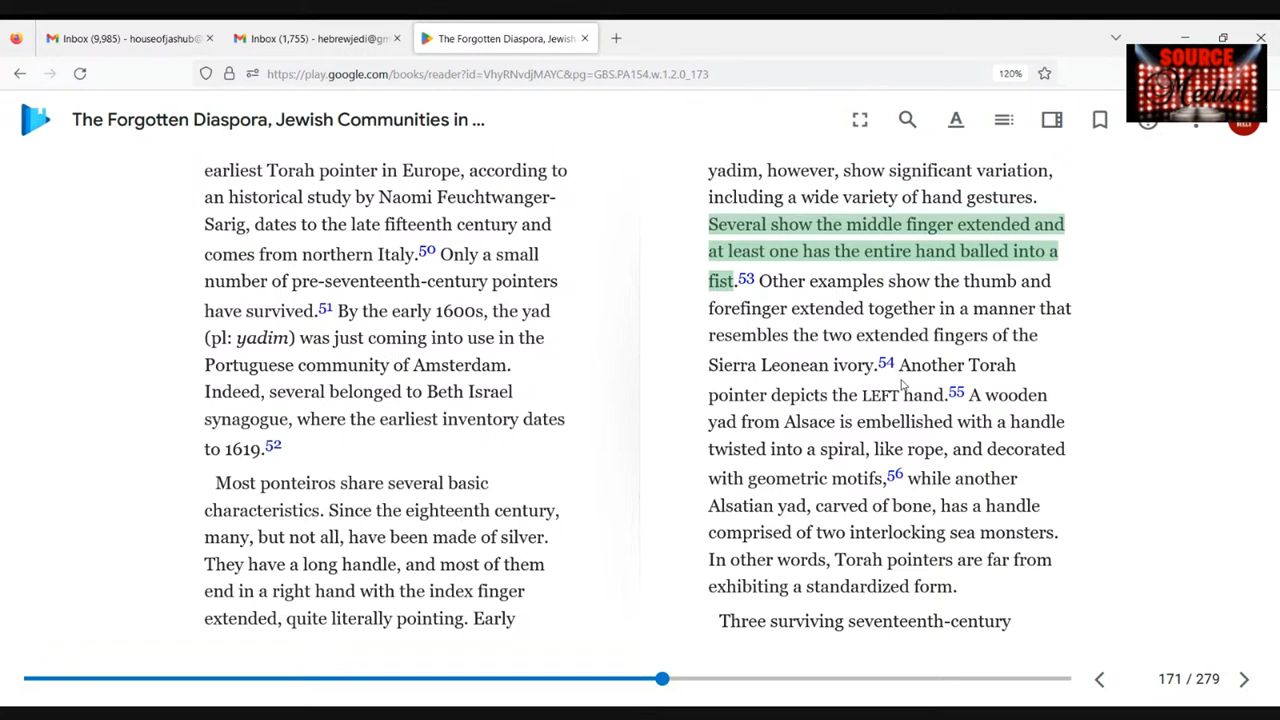 Inbox (9,985) - houseofjashub@
Inbox (1,755) - hebrewjedi@gm
The Forgotten Diaspora, Jewish
https://play.google.com/books/reader?id=VhyRNvdjMAYC&pg=GBS.PA154.w.1.2.0_173
120%
SOURCE
Media
The Forgotten Diaspora, Jewish Communities in ...
earliest Torah pointer in Europe, according to
an historical study by Naomi Feuchtwanger-
Sarig, dates to the late fifteenth century and
comes from northern Italy.50 Only a small
number of pre-seventeenth-century pointers
have survived.51 By the early 1600s, the yad
(pl: yadim) was just coming into use in the
Portuguese community of Amsterdam.
Indeed, several belonged to Beth Israel
synagogue, where the earliest inventory dates
to 1619.52
Most ponteiros share several basic
characteristics. Since the eighteenth century,
many, but not all, have been made of silver.
They have a long handle, and most of them
end in a right hand with the index finger
extended, quite literally pointing. Early
yadim, however, show significant variation,
including a wide variety of hand gestures.
Several show the middle finger extended and
at least one has the entire hand balled into a
fist.53 Other examples show the thumb and
forefinger extended together in a manner that
resembles the two extended fingers of the
Sierra Leonean ivory.54 Another Torah
pointer depicts the LEFT hand.55 A wooden
yad from Alsace is embellished with a handle
twisted into a spiral, like rope, and decorated
with geometric motifs,56 while another
Alsatian yad, carved of bone, has a handle
comprised of two interlocking sea monsters.
In other words, Torah pointers are far from
exhibiting a standardized form.
Three surviving seventeenth-century
171 / 279